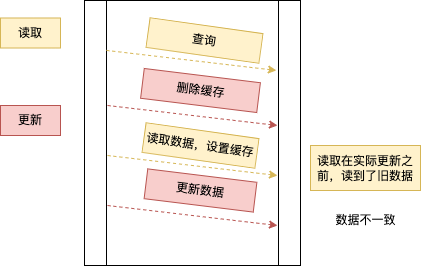 读取
查询
删除缓存
更新
读取数据，设置缓存
读取在实际更新之
前，读到了旧数据
更新数据
数据不一致